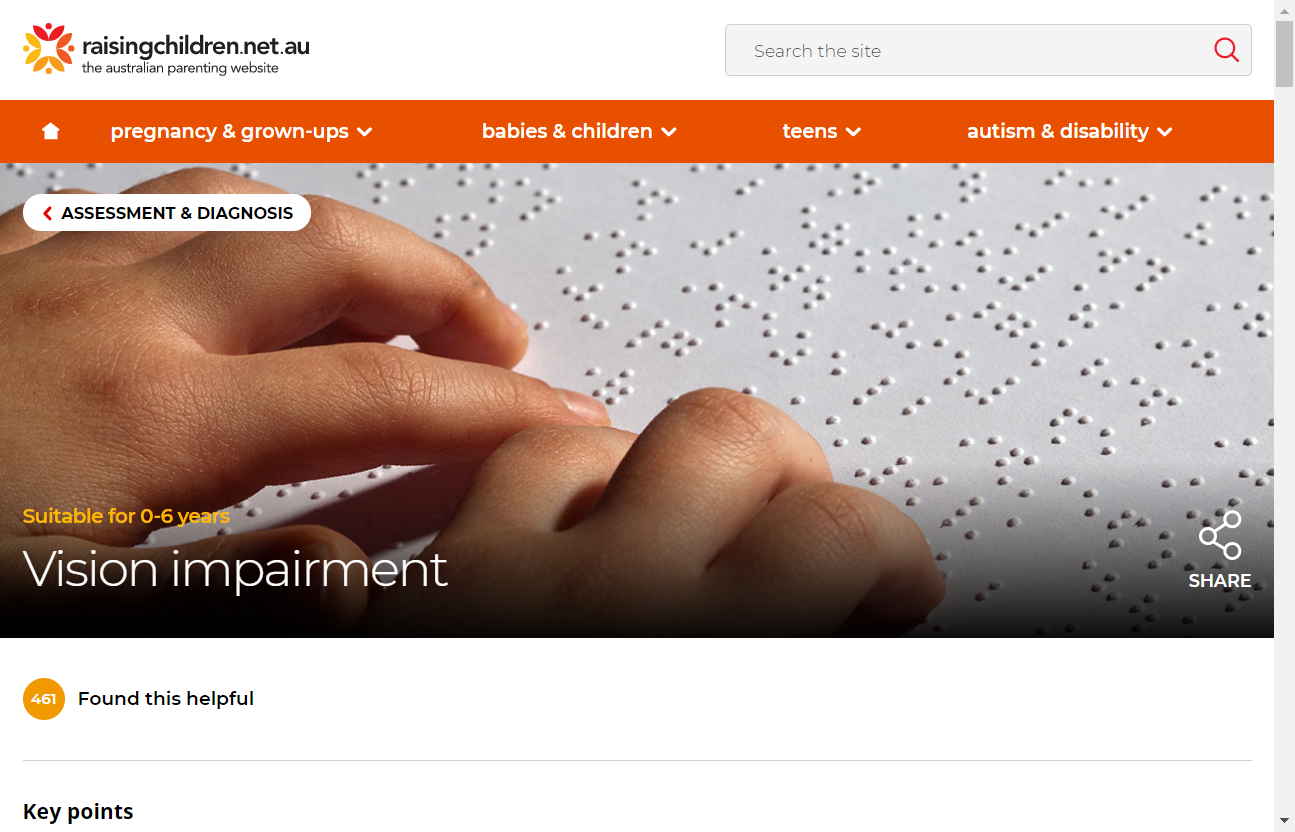 raisingchildren.net.au
the australian parenting website
Search the site
pregnancy & grown-ups
babies & children
teens
autism & disability
ASSESSMENT & DIAGNOSIS
Suitable for 0-6 years
Vision impairment
SHARE
461 Found this helpful
Key points